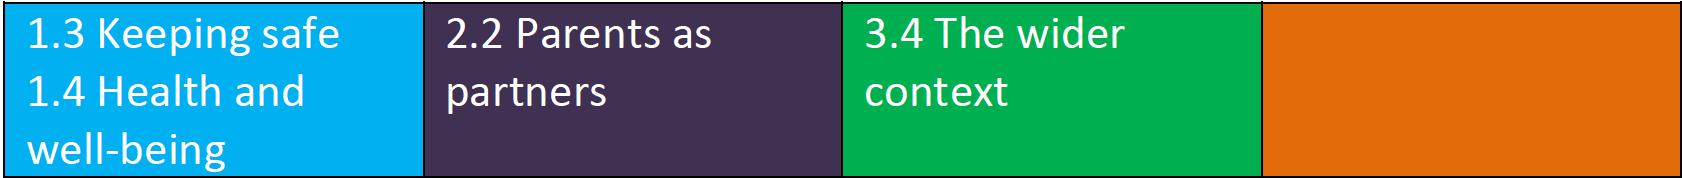 1.3 Keeping safe
1.4 Health and
well-being
2.2 Parents as
partners
3.4 The wider
context